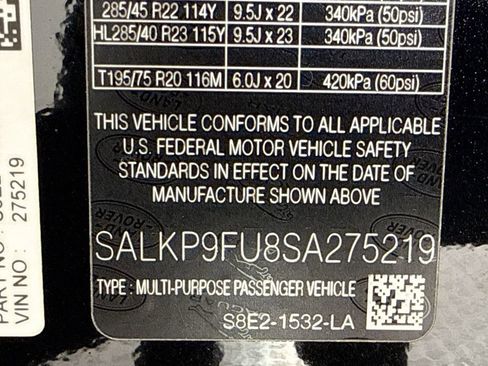 285/45 R22 114Y 9.5J x 22 340kPa (50psi)
HL285/40 R23 115Y 9.5J x 23 340kPa (50psi)
T195/75 R20 116M 6.0J x 20 420kPa (60psi)
THIS VEHICLE CONFORMS TO ALL APPLICABLE
U.S. FEDERAL MOTOR VEHICLE SAFETY
STANDARDS IN EFFECT ON THE DATE OF
MANUFACTURE SHOWN ABOVE
SALKP9FU8SA275219
TYPE : MULTI-PURPOSE PASSENGER VEHICLE
S8E2-1532-LA
PART NO :
VIN NO : 275219